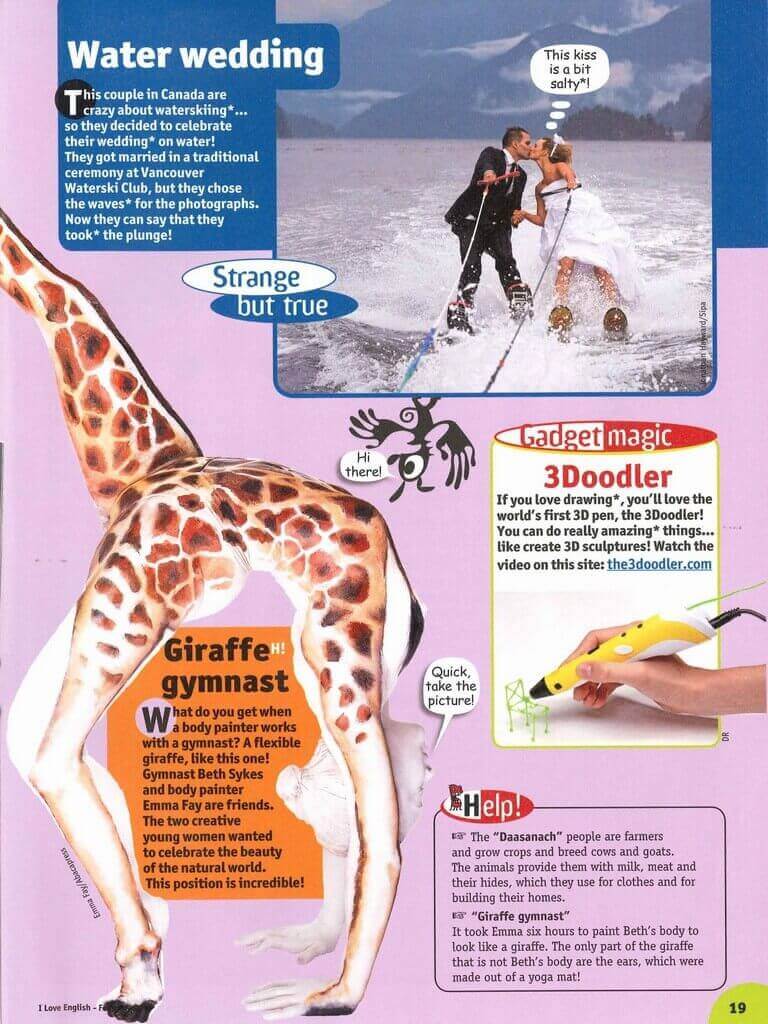 Water wedding
This couple in Canada are
crazy about waterskiing*...
so they decided to celebrate
their wedding* on water!
They got married in a traditional
ceremony at Vancouver
Waterski Club, but they chose
the waves* for the photographs.
Now they can say that they
took* the plunge!
This kiss
is a bit
salty*!
Jonathan Hayward/Sipa
Strange
but true
Hi
there!
Gadget magic
3Doodler
If you love drawing*, you'll love the
world's first 3D pen, the 3Doodler!
You can do really amazing* things...
like create 3D sculptures! Watch the
video on this site: the3doodler.com
DR
Giraffe H!
gymnast
What do you get when
a body painter works
with a gymnast? A flexible
giraffe, like this one!
Gymnast Beth Sykes
and body painter
Emma Fay are friends.
The two creative
young women wanted
to celebrate the beauty
of the natural world.
This position is incredible!
Quick,
take the
picture!
Emma Fay/Abacapress
Help!
☞ The "Daasanach" people are farmers
and grow crops and breed cows and goats.
The animals provide them with milk, meat and
their hides, which they use for clothes and for
building their homes.
☞ "Giraffe gymnast"
It took Emma six hours to paint Beth's body to
look like a giraffe. The only part of the giraffe
that is not Beth's body are the ears, which were
made out of a yoga mat!
I Love English -
19